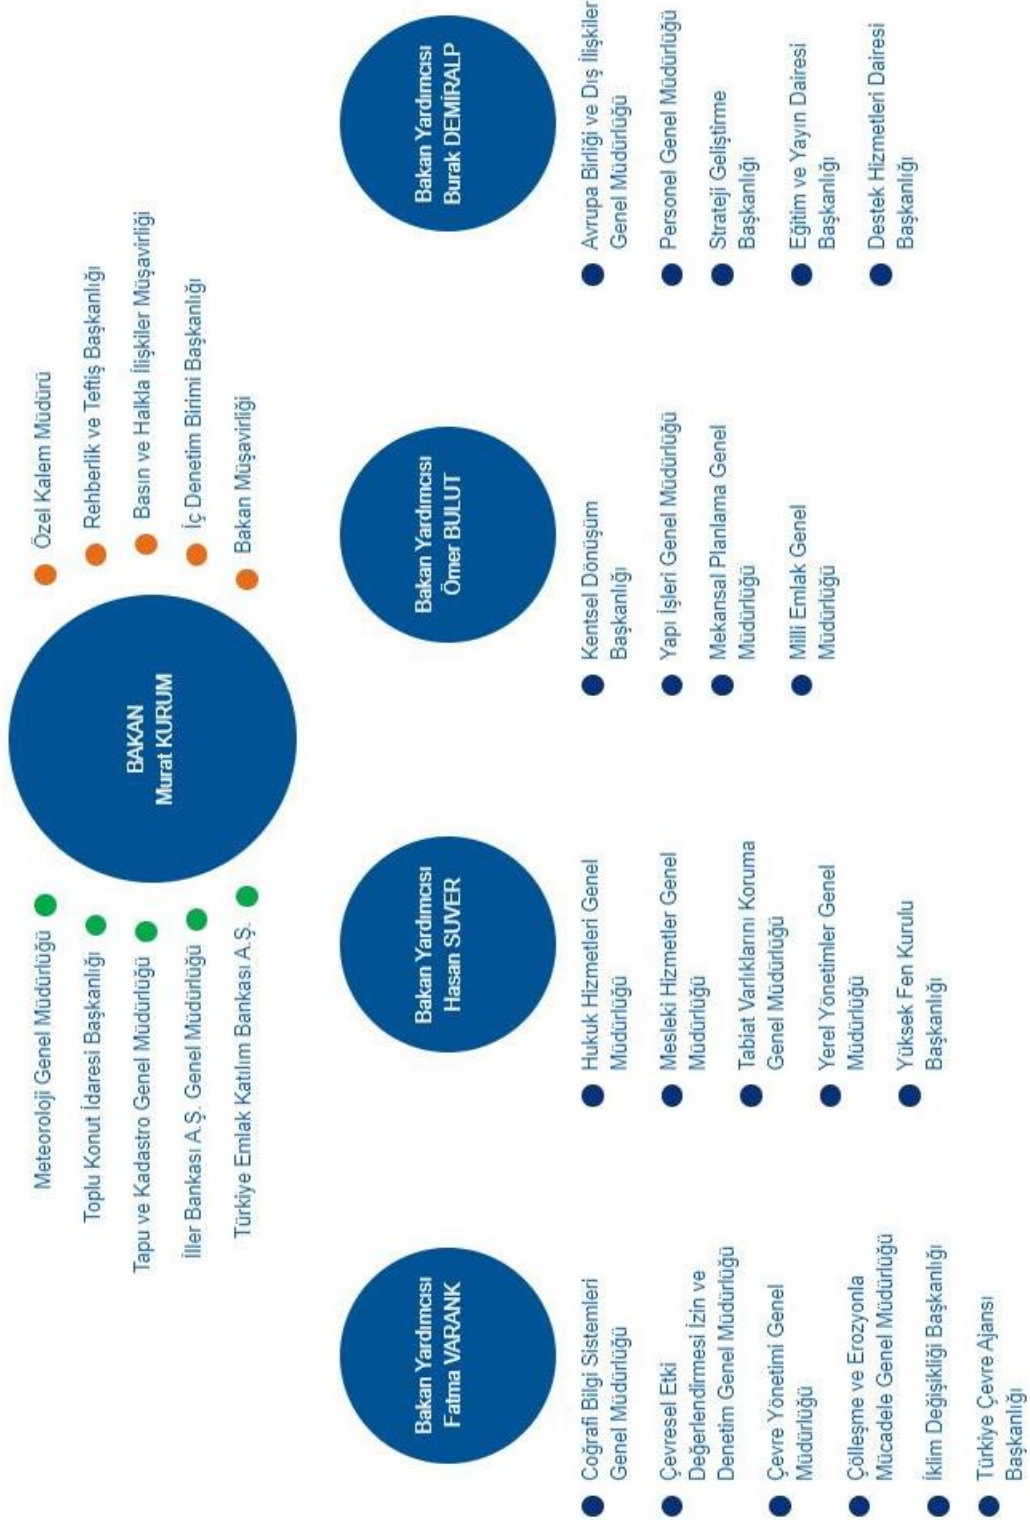 BAKAN
Murat KURUM
Meteoroloji Genel Müdürlüğü
Toplu Konut İdaresi Başkanlığı
Tapu ve Kadastro Genel Müdürlüğü
İller Bankası A.Ş. Genel Müdürlüğü
Türkiye Emlak Katılım Bankası A.Ş.
Özel Kalem Müdürü
Rehberlik ve Teftiş Başkanlığı
Basın ve Halkla İlişkiler Müşavirliği
İç Denetim Birimi Başkanlığı
Bakan Müşavirliği
Bakan Yardımcısı
Fatma VARANK
Coğrafi Bilgi Sistemleri
Genel Müdürlüğü
Çevresel Etki
Değerlendirmesi İzin ve
Denetim Genel Müdürlüğü
Çevre Yönetimi Genel
Müdürlüğü
Çölleşme ve Erozyonla
Mücadele Genel Müdürlüğü
İklim Değişikliği Başkanlığı
Türkiye Çevre Ajansı
Başkanlığı
Bakan Yardımcısı
Hasan SUVER
Hukuk Hizmetleri Genel
Müdürlüğü
Mesleki Hizmetler Genel
Müdürlüğü
Tabiat Varlıklarını Koruma
Genel Müdürlüğü
Yerel Yönetimler Genel
Müdürlüğü
Yüksek Fen Kurulu
Başkanlığı
Bakan Yardımcısı
Ömer BULUT
Kentsel Dönüşüm
Başkanlığı
Yapı İşleri Genel Müdürlüğü
Mekansal Planlama Genel
Müdürlüğü
Milli Emlak Genel
Müdürlüğü
Bakan Yardımcısı
Burak DEMİRALP
Avrupa Birliği ve Dış İlişkiler
Genel Müdürlüğü
Personel Genel Müdürlüğü
Strateji Geliştirme
Başkanlığı
Eğitim ve Yayın Dairesi
Başkanlığı
Destek Hizmetleri Dairesi
Başkanlığı